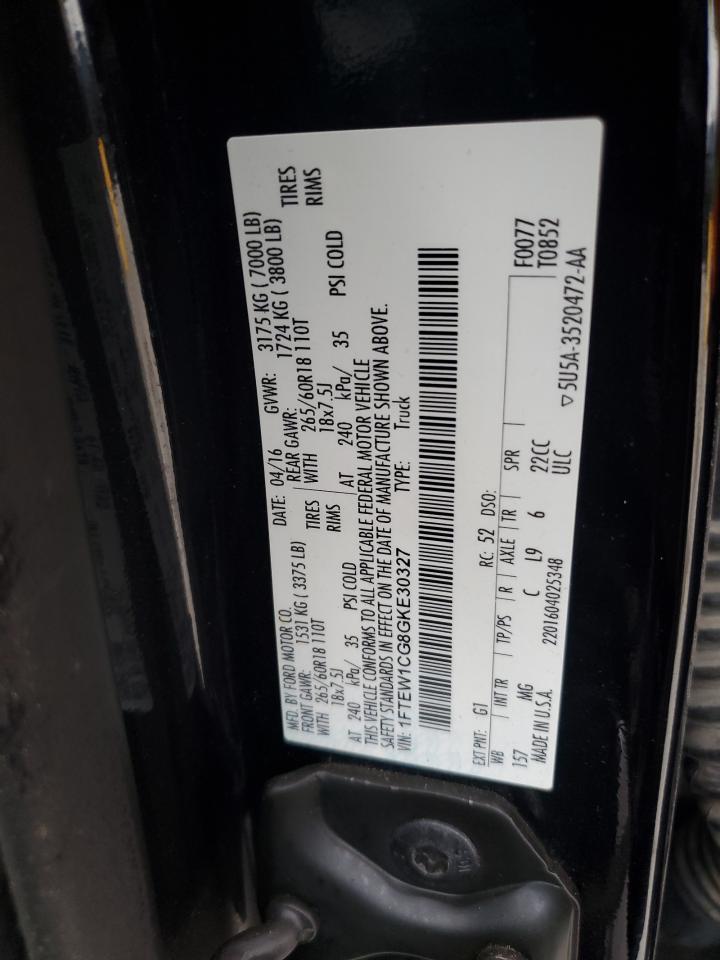 MFD. BY FORD MOTOR CO. DATE: 04/16 GVWR: 3175 KG ( 7000 LB)
FRONT GAWR: 1531 KG ( 3375 LB) REAR GAWR: 1724 KG ( 3800 LB)
WITH 265/60R18 110T TIRES WITH 265/60R18 110T TIRES
18x7.5J RIMS 18x7.5J RIMS
AT 240 kPa/ 35 PSI COLD AT 240 kPa/ 35 PSI COLD
THIS VEHICLE CONFORMS TO ALL APPLICABLE FEDERAL MOTOR VEHICLE
SAFETY STANDARDS IN EFFECT ON THE DATE OF MANUFACTURE SHOWN ABOVE.
VIN: 1FTEW1CG8GKE30327 TYPE: Truck
EXT PNT: G1 RC: 52 DSO:
WB INT TR TP/PS R AXLE TR SPR F0077
157 MG C L9 6 22CC T0852
MADE IN U.S.A. 2201604025348 ULC
▽5U5A-3520472-AA